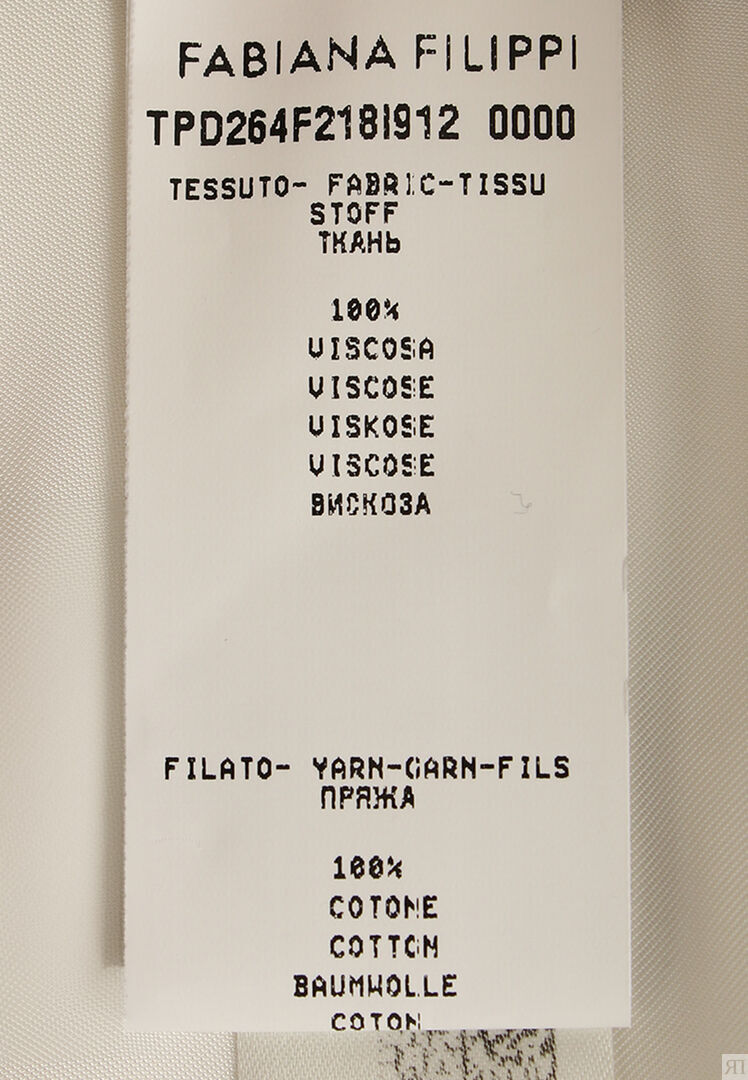 FABIANA FILIPPI
TPD264F218I912 0000
TESSUTO- FABRIC-TISSU
STOFF
ТКАНЬ
100%
VISCOSA
VISCOSE
VISKOSE
VISCOSE
ВИСКОЗА
FILATO- YARN-GARN-FILS
ПРЯЖА
100%
COTONE
COTTON
BAUMWOLLE
COTON